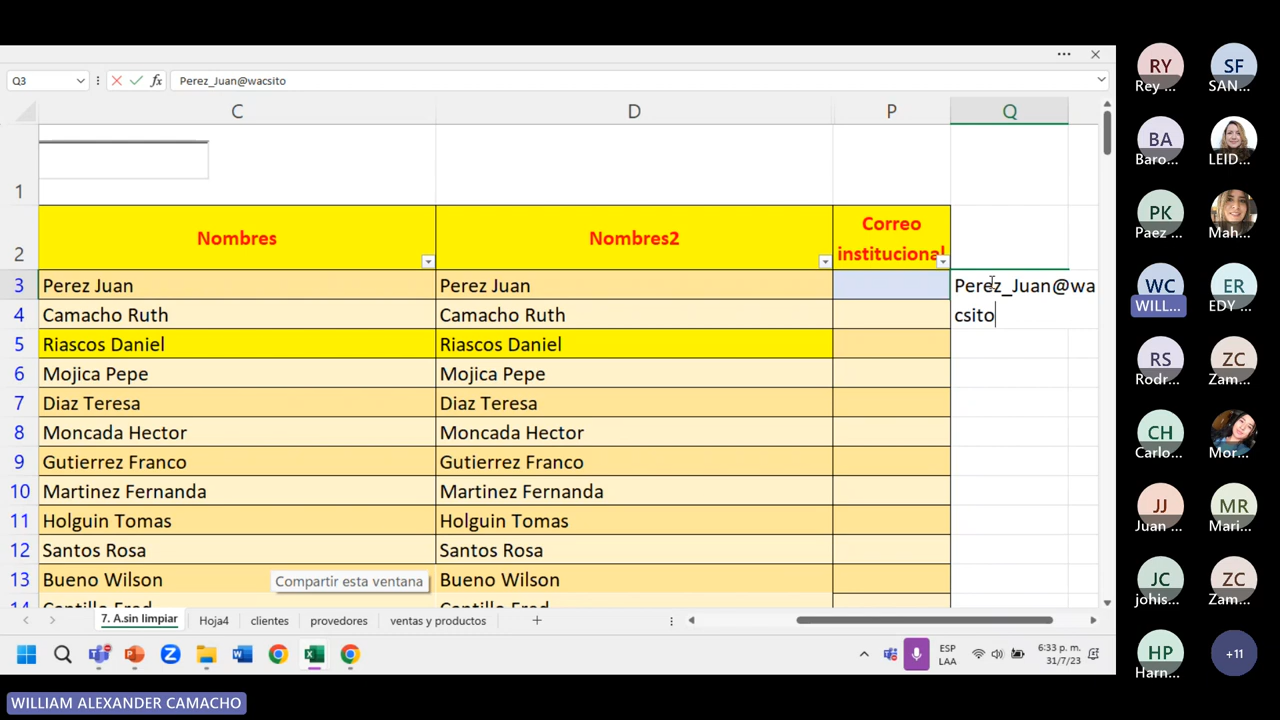 Q3
fx
Perez_Juan@wacsito
C
D
P
Q
1
2
Nombres
Nombres2
Correo
institucional
3
Perez Juan
Perez Juan
Perez_Juan@wa
csito
4
Camacho Ruth
Camacho Ruth
5
Riascos Daniel
Riascos Daniel
6
Mojica Pepe
Mojica Pepe
7
Diaz Teresa
Diaz Teresa
8
Moncada Hector
Moncada Hector
9
Gutierrez Franco
Gutierrez Franco
10
Martinez Fernanda
Martinez Fernanda
11
Holguin Tomas
Holguin Tomas
12
Santos Rosa
Santos Rosa
13
Bueno Wilson
Bueno Wilson
Compartir esta ventana
7. A.sin limpiar
Hoja4
clientes
provedores
ventas y productos
ESP
LAA
6:33 p. m.
31/7/23
WILLIAM ALEXANDER CAMACHO
RY
Rey ...
SF
SAN...
BA
Baro...
LEID...
PK
Paez ...
Mah...
WC
WILL...
ER
EDY ...
RS
Rodr...
ZC
Zam...
CH
Carlo...
Mor...
JJ
Juan ...
MR
Mari...
JC
johis...
ZC
Zam...
HP
Harn...
+11